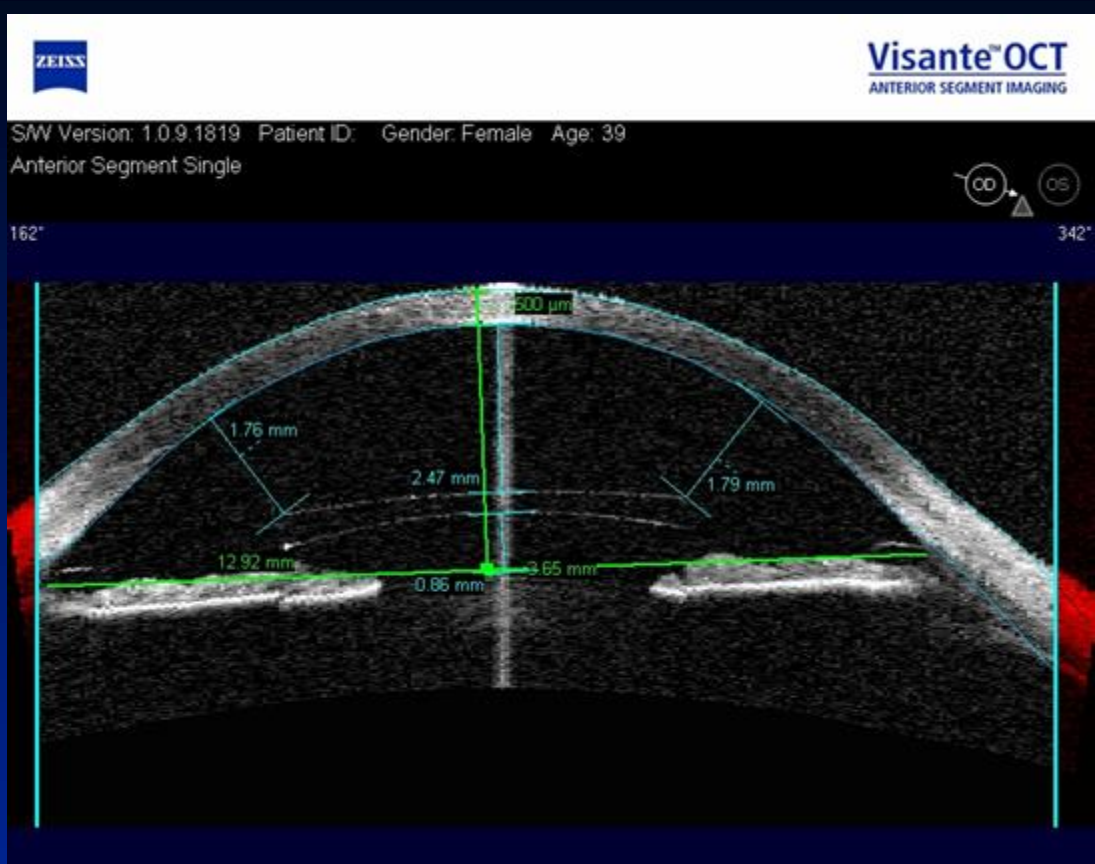 ZEISS
Visante™ OCT
ANTERIOR SEGMENT IMAGING
S/W Version: 1.0.9.1819 Patient ID: Gender: Female Age: 39
Anterior Segment Single
OD OS
162° 342°
500 µm
1.76 mm
2.47 mm
1.79 mm
12.92 mm
3.65 mm
0.86 mm